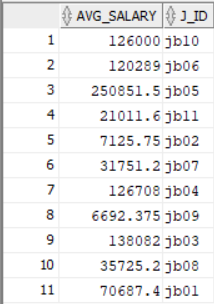 AVG_SALARY J_ID
1 126000 jb10
2 120289 jb06
3 250851.5 jb05
4 21011.6 jb11
5 7125.75 jb02
6 31751.2 jb07
7 126708 jb04
8 6692.375 jb09
9 138082 jb03
10 35725.2 jb08
11 70687.4 jb01